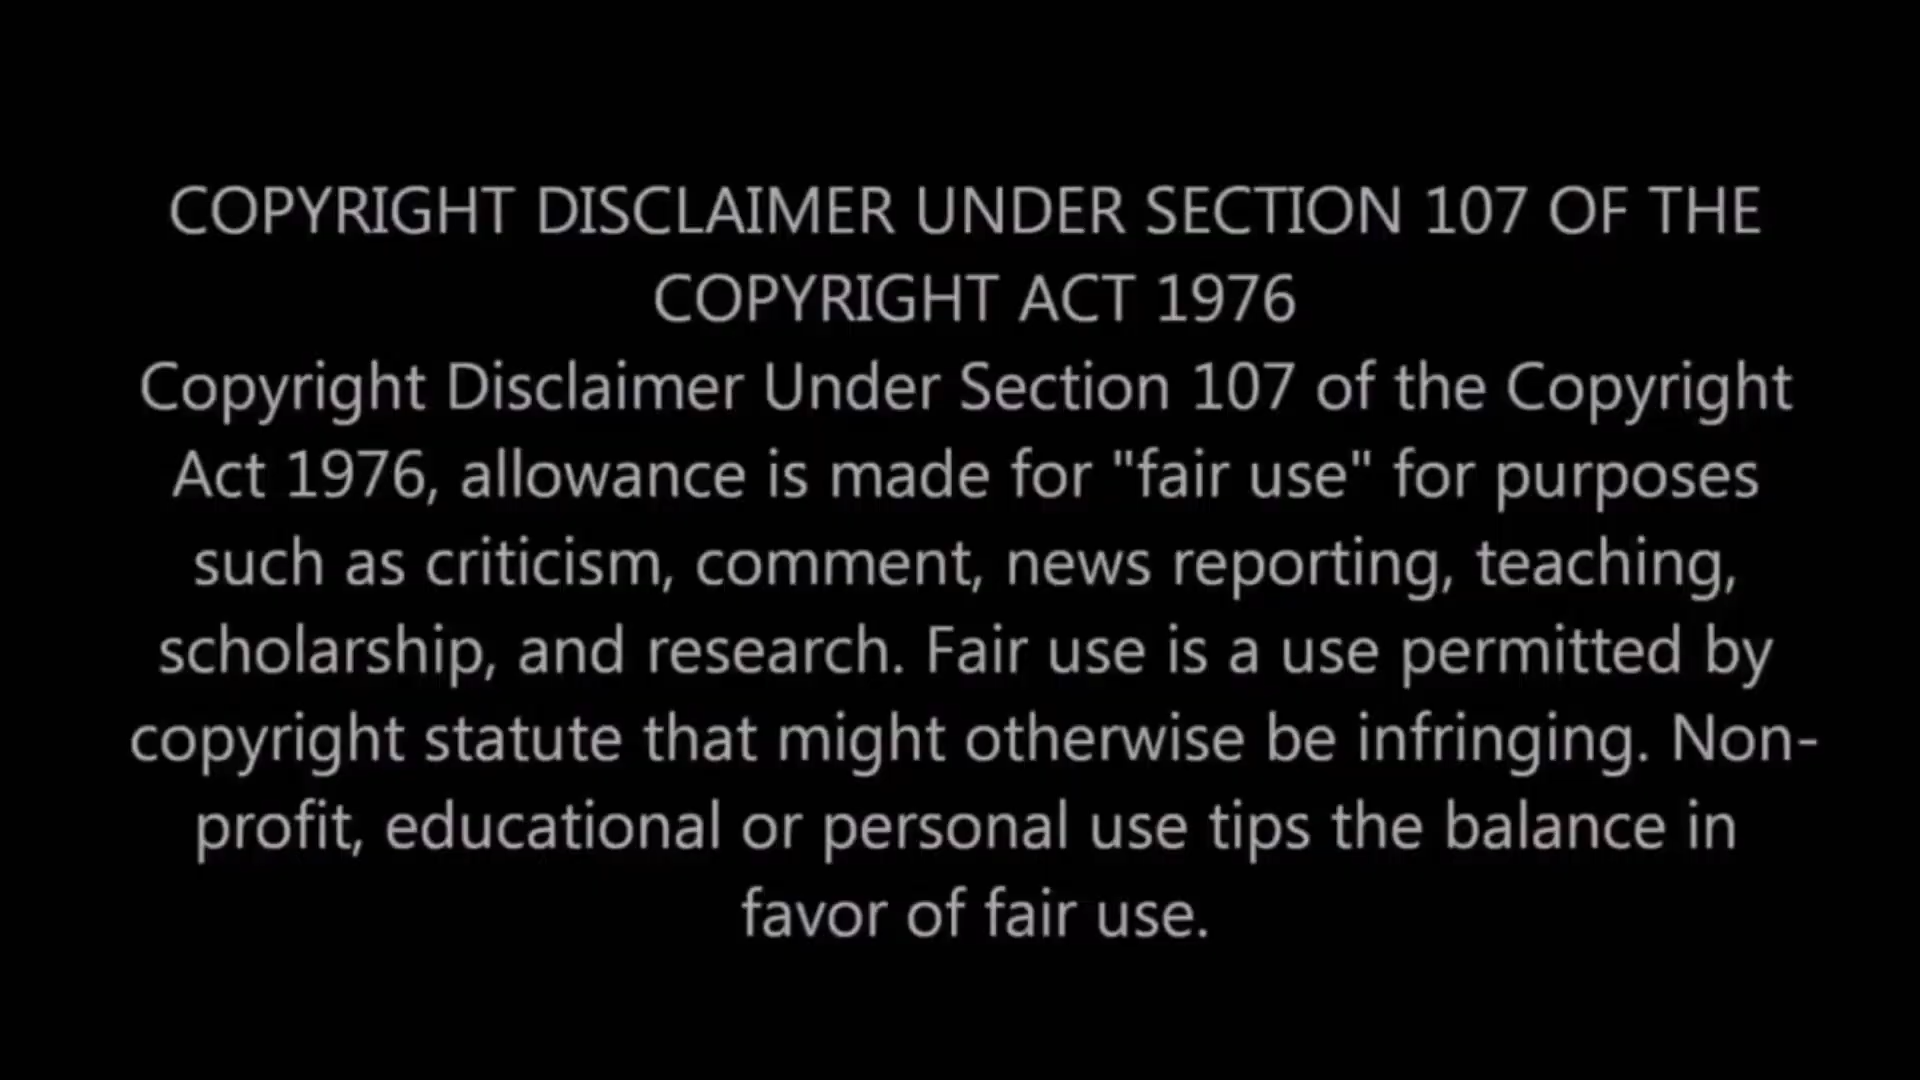 COPYRIGHT DISCLAIMER UNDER SECTION 107 OF THE
COPYRIGHT ACT 1976
Copyright Disclaimer Under Section 107 of the Copyright
Act 1976, allowance is made for "fair use" for purposes
such as criticism, comment, news reporting, teaching,
scholarship, and research. Fair use is a use permitted by
copyright statute that might otherwise be infringing. Non-
profit, educational or personal use tips the balance in
favor of fair use.